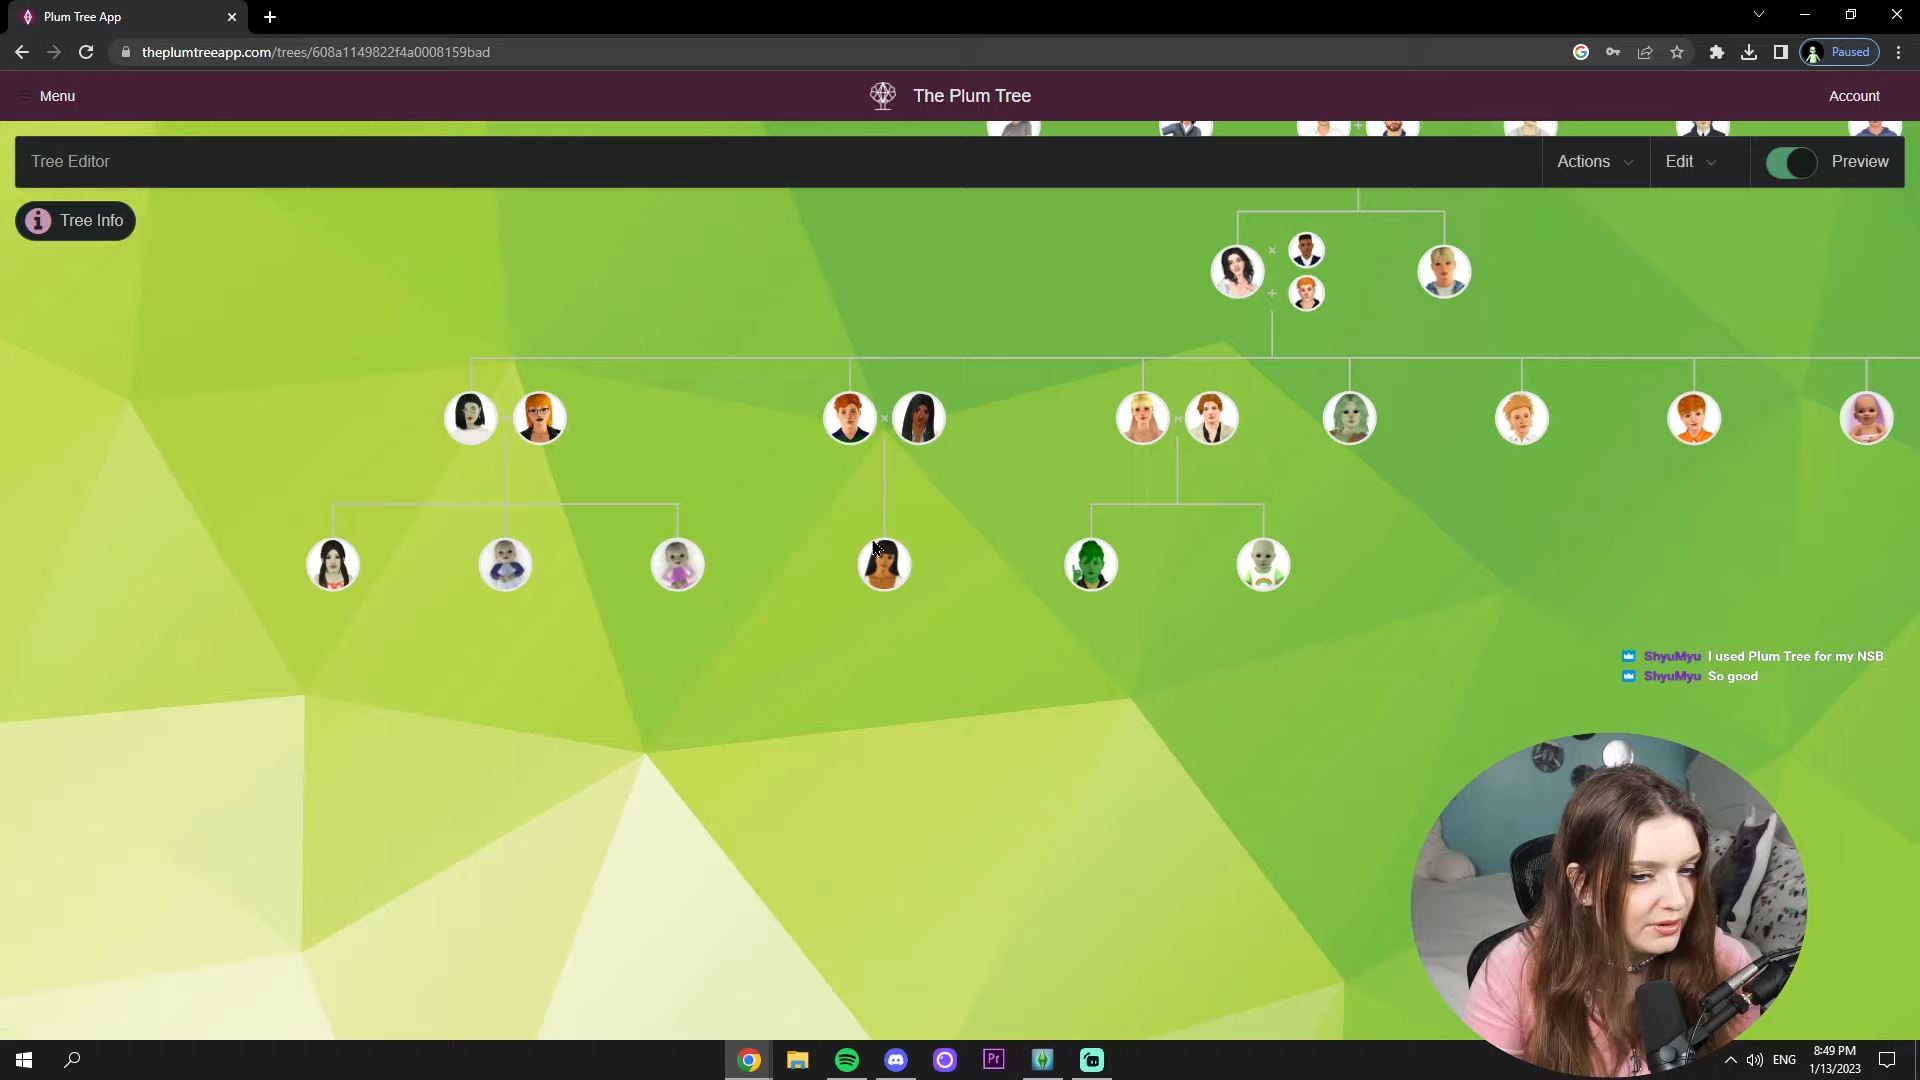 Plum Tree App
theplumtreeapp.com/trees/608a1149822f4a0008159bad
Paused
Menu
The Plum Tree
Account
Tree Editor
Actions
Edit
Preview
Tree Info
ShyuMyu I used Plum Tree for my NSB
ShyuMyu So good
Pr
ENG
8:49 PM
1/13/2023